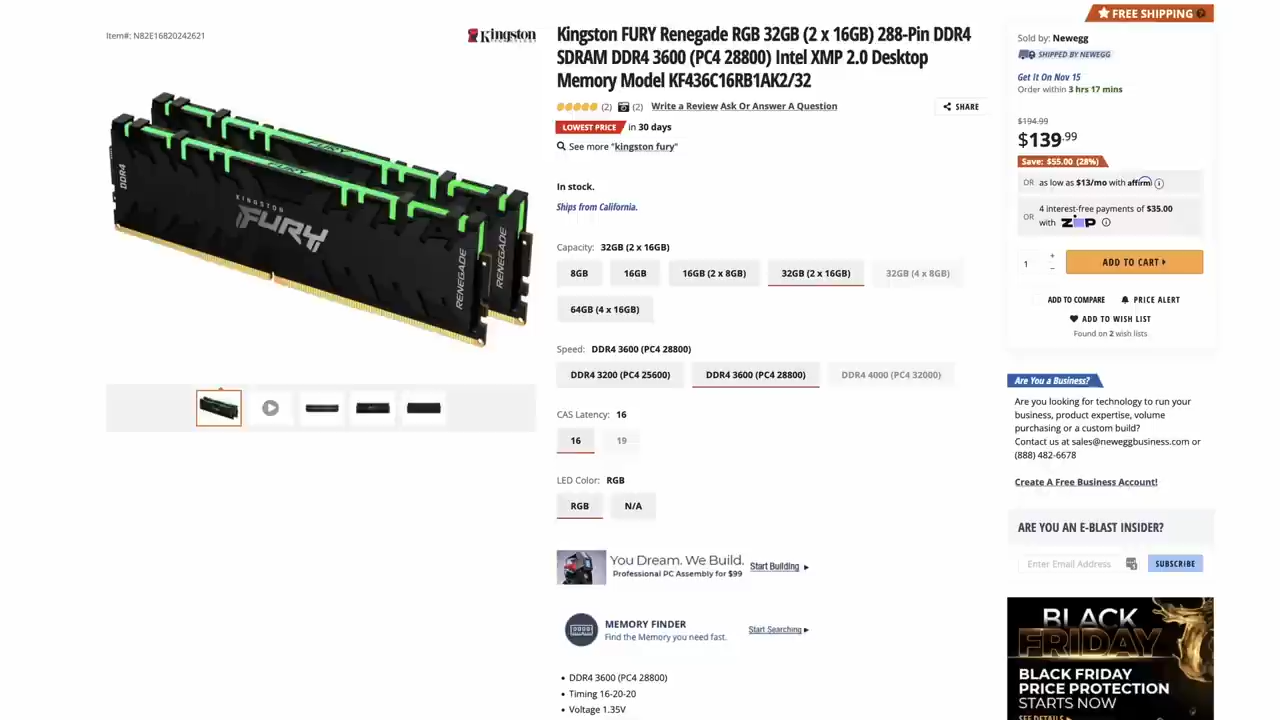 Item#: N82E16820242621
Kingston
TECHNOLOGY
DDR4
KINGSTON
FURY
RENEGADE
RENEGADE
FURY
FURY
Kingston FURY Renegade RGB 32GB (2 x 16GB) 288-Pin DDR4
SDRAM DDR4 3600 (PC4 28800) Intel XMP 2.0 Desktop
Memory Model KF436C16RB1AK2/32
(2) (2) Write a Review Ask Or Answer A Question
SHARE
LOWEST PRICE in 30 days
See more "kingston fury"
In stock.
Ships from California.
Capacity: 32GB (2 x 16GB)
8GB 16GB 16GB (2 x 8GB) 32GB (2 x 16GB) 32GB (4 x 8GB)
64GB (4 x 16GB)
Speed: DDR4 3600 (PC4 28800)
DDR4 3200 (PC4 25600) DDR4 3600 (PC4 28800) DDR4 4000 (PC4 32000)
CAS Latency: 16
16 19
LED Color: RGB
RGB N/A
You Dream. We Build.
Professional PC Assembly for $99
Start Building
MEMORY FINDER
Find the Memory you need fast.
Start Searching
• DDR4 3600 (PC4 28800)
• Timing 16-20-20
• Voltage 1.35V
FREE SHIPPING
Sold by: Newegg
SHIPPED BY NEWEGG
Get It On Nov 15
Order within 3 hrs 17 mins
$194.99
$139.99
Save: $55.00 (28%)
OR as low as $13/mo with affirm
4 interest-free payments of $35.00
OR
with ZIP
1 + −
ADD TO CART
ADD TO COMPARE PRICE ALERT
ADD TO WISH LIST
Found on 2 wish lists
Are You a Business?
Are you looking for technology to run your
business, product expertise, volume
purchasing or a custom build?
Contact us at sales@neweggbusiness.com or
(888) 482-6678
Create A Free Business Account!
ARE YOU AN E-BLAST INSIDER?
Enter Email Address SUBSCRIBE
BLACK
FRIDAY
BLACK FRIDAY
PRICE PROTECTION
STARTS NOW
SEE DETAILS